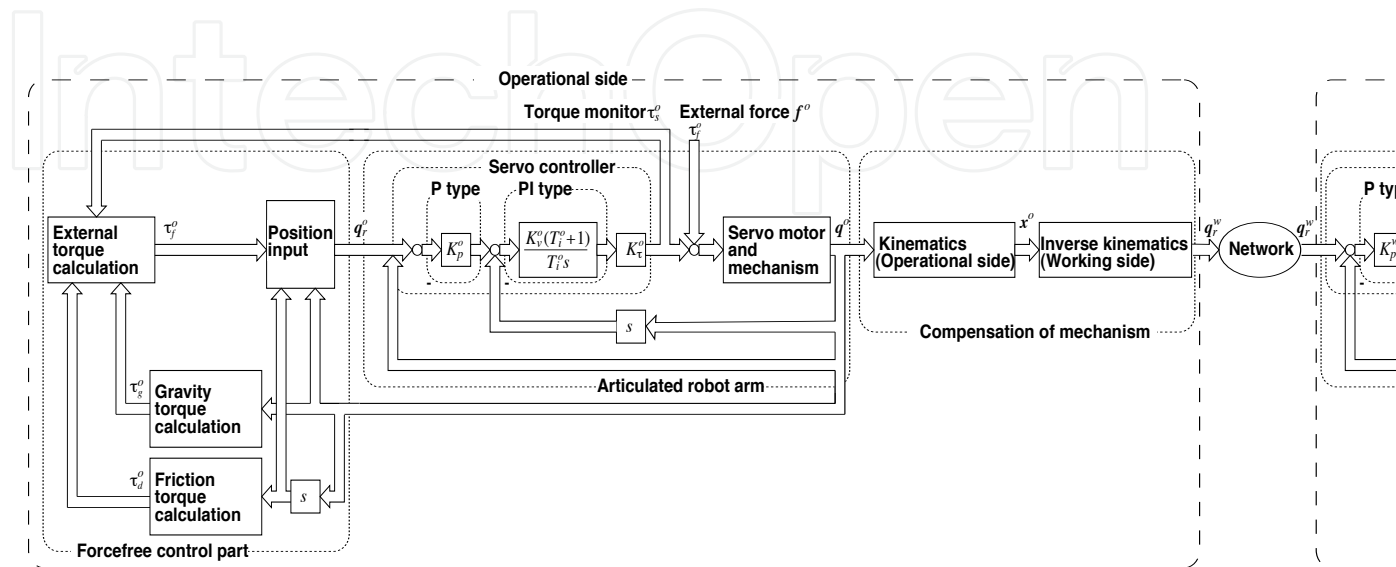 IntechOpen
Operational side
Torque monitor τ_s^o External force f^o
τ_f^o
Servo controller
P type PI type
P typ
External
torque
calculation
τ_f^o
Position
input
q_r^o
K_p^o
K_v^o(T_i^o+1)
T_i^o s
K_τ^o
Servo motor
and
mechanism
q^o
Kinematics
(Operational side)
x^o
Inverse kinematics
(Working side)
q_r^w
Network
q_r^w
K_p^w
-
-
-
s
Compensation of mechanism
Articulated robot arm
τ_g^o
Gravity
torque
calculation
τ_d^o
Friction
torque
calculation
s
Forcefree control part